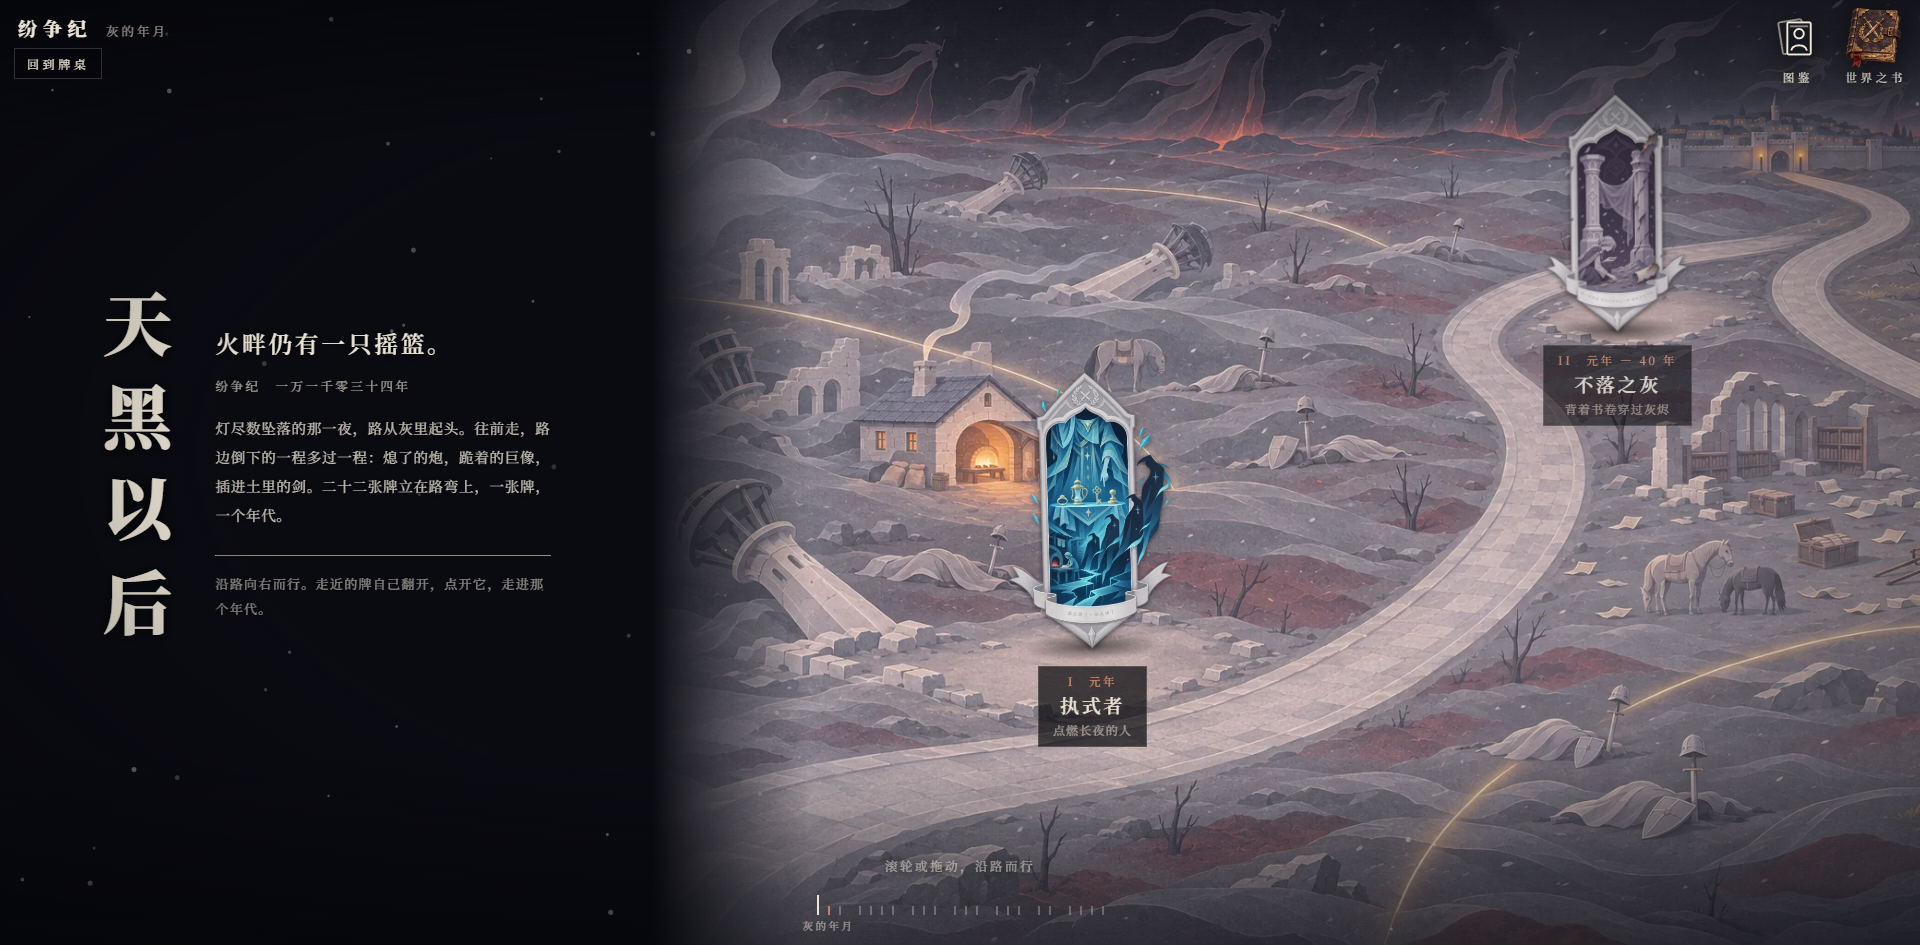 纷争纪 灰的年月
回到牌桌
图鉴
世界之书
天黑以后
火畔仍有一只摇篮。
纷争纪 一万一千零三十四年
灯尽数坠落的那一夜，路从灰里起头。往前走，路
边倒下的一程多过一程：熄了的炮，跪着的巨像，
插进土里的剑。二十二张牌立在路弯上，一张牌，
一个年代。
沿路向右而行。走近的牌自己翻开，点开它，走进那
个年代。
II 元年 — 40 年
不落之灰
背着书卷穿过灰烬
I 元年
执式者
点燃长夜的人
滚轮或拖动，沿路而行
灰的年月